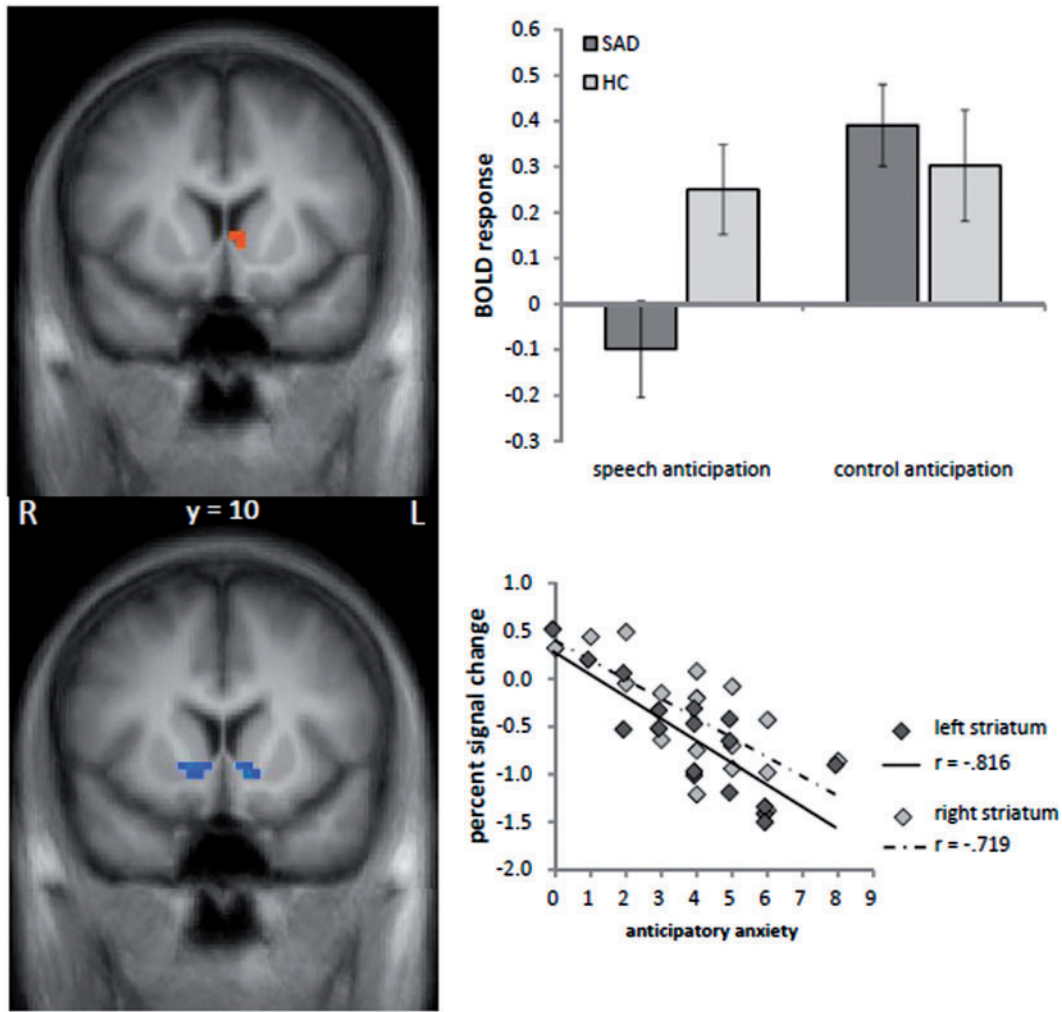 0.6
SAD
0.5
HC
0.4
0.3
0.2
0.1
0
-0.1
-0.2
-0.3
BOLD response
speech anticipation control anticipation
R y = 10 L
1.0
0.5
0.0
-0.5
-1.0
-1.5
-2.0
percent signal change
0 1 2 3 4 5 6 7 8 9
anticipatory anxiety
left striatum
r = -.816
right striatum
r = -.719